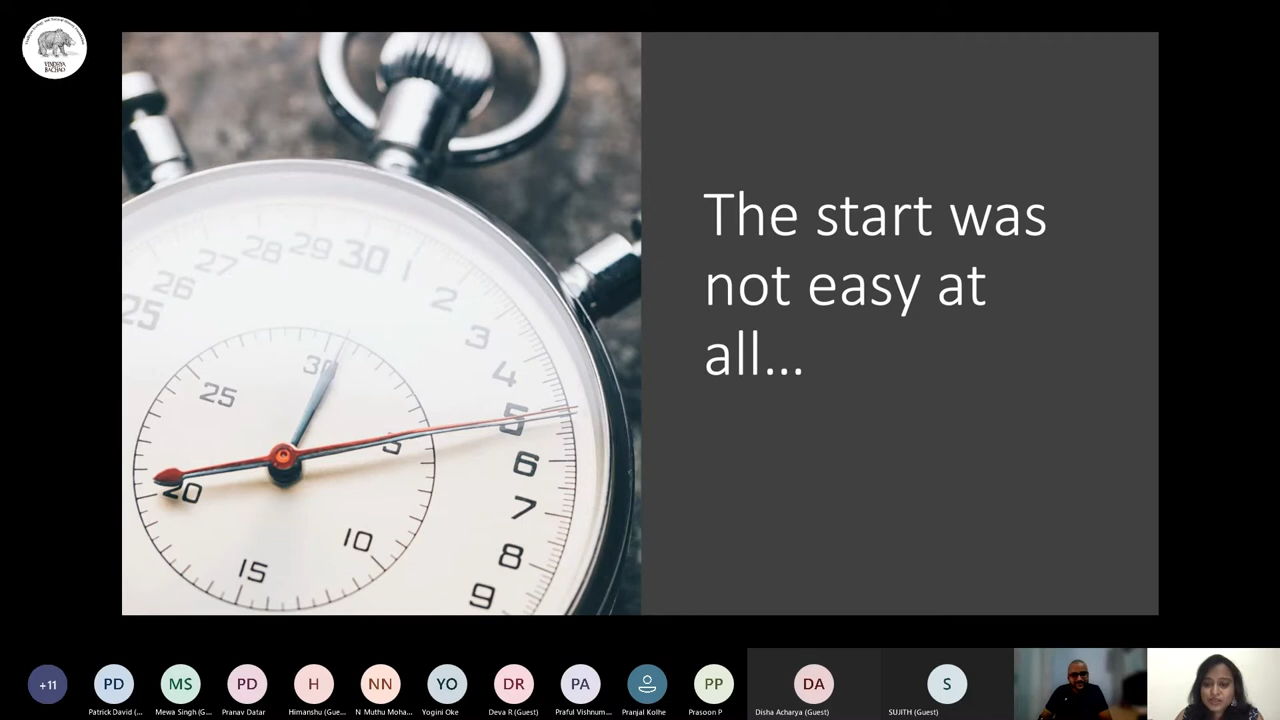 VINDHYA
BACHAO
The start was
not easy at
all...
25
26
27
28
29
30
1
2
3
4
5
6
7
8
9
30
25
5
20
10
15
+11
PD
MS
PD
H
NN
YO
DR
PA
PP
DA
S
Patrick David (...
Mewa Singh (G...
Pranav Datar
Himanshu (Gue...
N Muthu Moha...
Yogini Oke
Deva R (Guest)
Praful Vishnum...
Pranjal Kolhe
Prasoon P
Disha Acharya (Guest)
SUJITH (Guest)